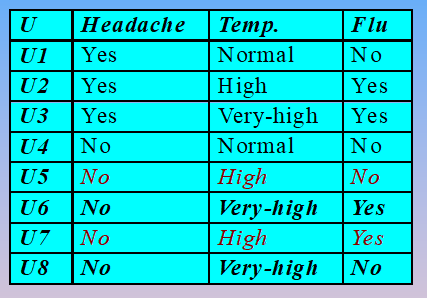 U Headache Temp. Flu
U1 Yes Normal No
U2 Yes High Yes
U3 Yes Very-high Yes
U4 No Normal No
U5 No High No
U6 No Very-high Yes
U7 No High Yes
U8 No Very-high No